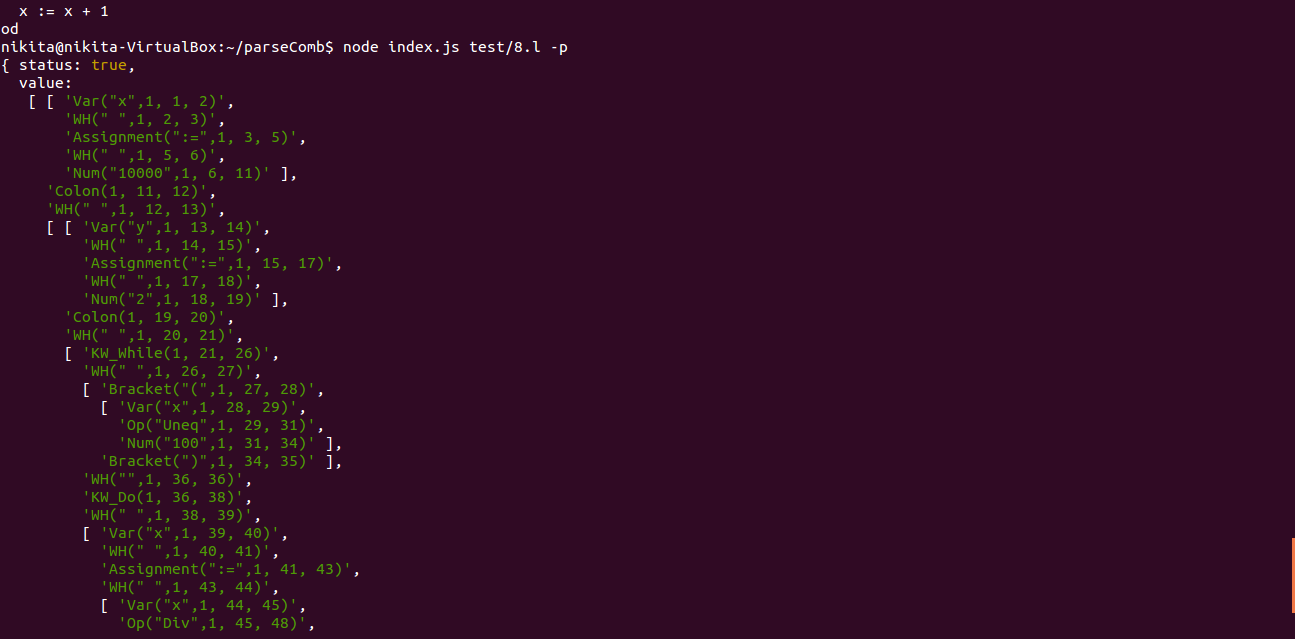 x := x + 1
od
nikita@nikita-VirtualBox:~/parseComb$ node index.js test/8.l -p
{ status: true,
  value:
   [ [ 'Var("x",1, 1, 2)',
       'WH(" ",1, 2, 3)',
       'Assignment(":=",1, 3, 5)',
       'WH(" ",1, 5, 6)',
       'Num("10000",1, 6, 11)' ],
     'Colon(1, 11, 12)',
     'WH(" ",1, 12, 13)',
     [ [ 'Var("y",1, 13, 14)',
         'WH(" ",1, 14, 15)',
         'Assignment(":=",1, 15, 17)',
         'WH(" ",1, 17, 18)',
         'Num("2",1, 18, 19)' ],
       'Colon(1, 19, 20)',
       'WH(" ",1, 20, 21)',
       [ 'KW_While(1, 21, 26)',
         'WH(" ",1, 26, 27)',
         [ 'Bracket("(",1, 27, 28)',
           [ 'Var("x",1, 28, 29)',
             'Op("Uneq",1, 29, 31)',
             'Num("100",1, 31, 34)' ],
           'Bracket(")",1, 34, 35)' ],
         'WH("",1, 36, 36)',
         'KW_Do(1, 36, 38)',
         'WH(" ",1, 38, 39)',
         [ 'Var("x",1, 39, 40)',
           'WH(" ",1, 40, 41)',
           'Assignment(":=",1, 41, 43)',
           'WH(" ",1, 43, 44)',
           [ 'Var("x",1, 44, 45)',
             'Op("Div",1, 45, 48)',